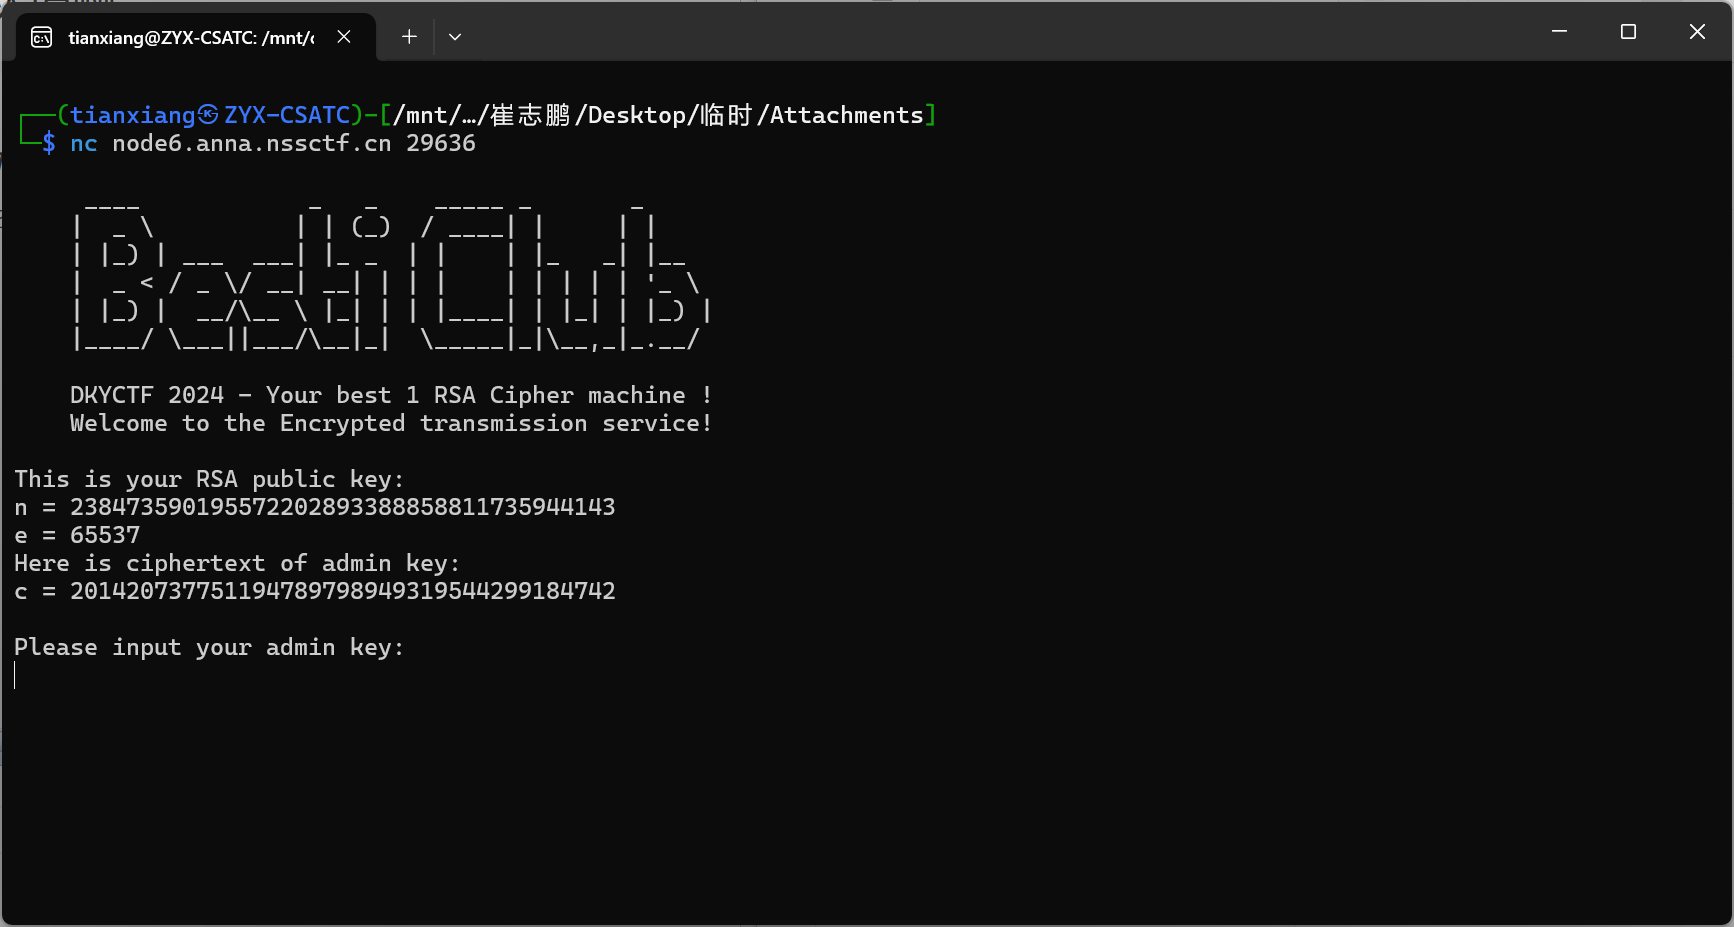 tianxiang@ZYX-CSATC: /mnt/c
(tianxiang㉿ZYX-CSATC)-[/mnt/…/崔志鹏/Desktop/临时/Attachments]
$ nc node6.anna.nssctf.cn 29636
BestiClub
DKYCTF 2024 - Your best 1 RSA Cipher machine !
Welcome to the Encrypted transmission service!
This is your RSA public key:
n = 238473590195572202893388858811735944143
e = 65537
Here is ciphertext of admin key:
c = 201420737751194789798949319544299184742
Please input your admin key: